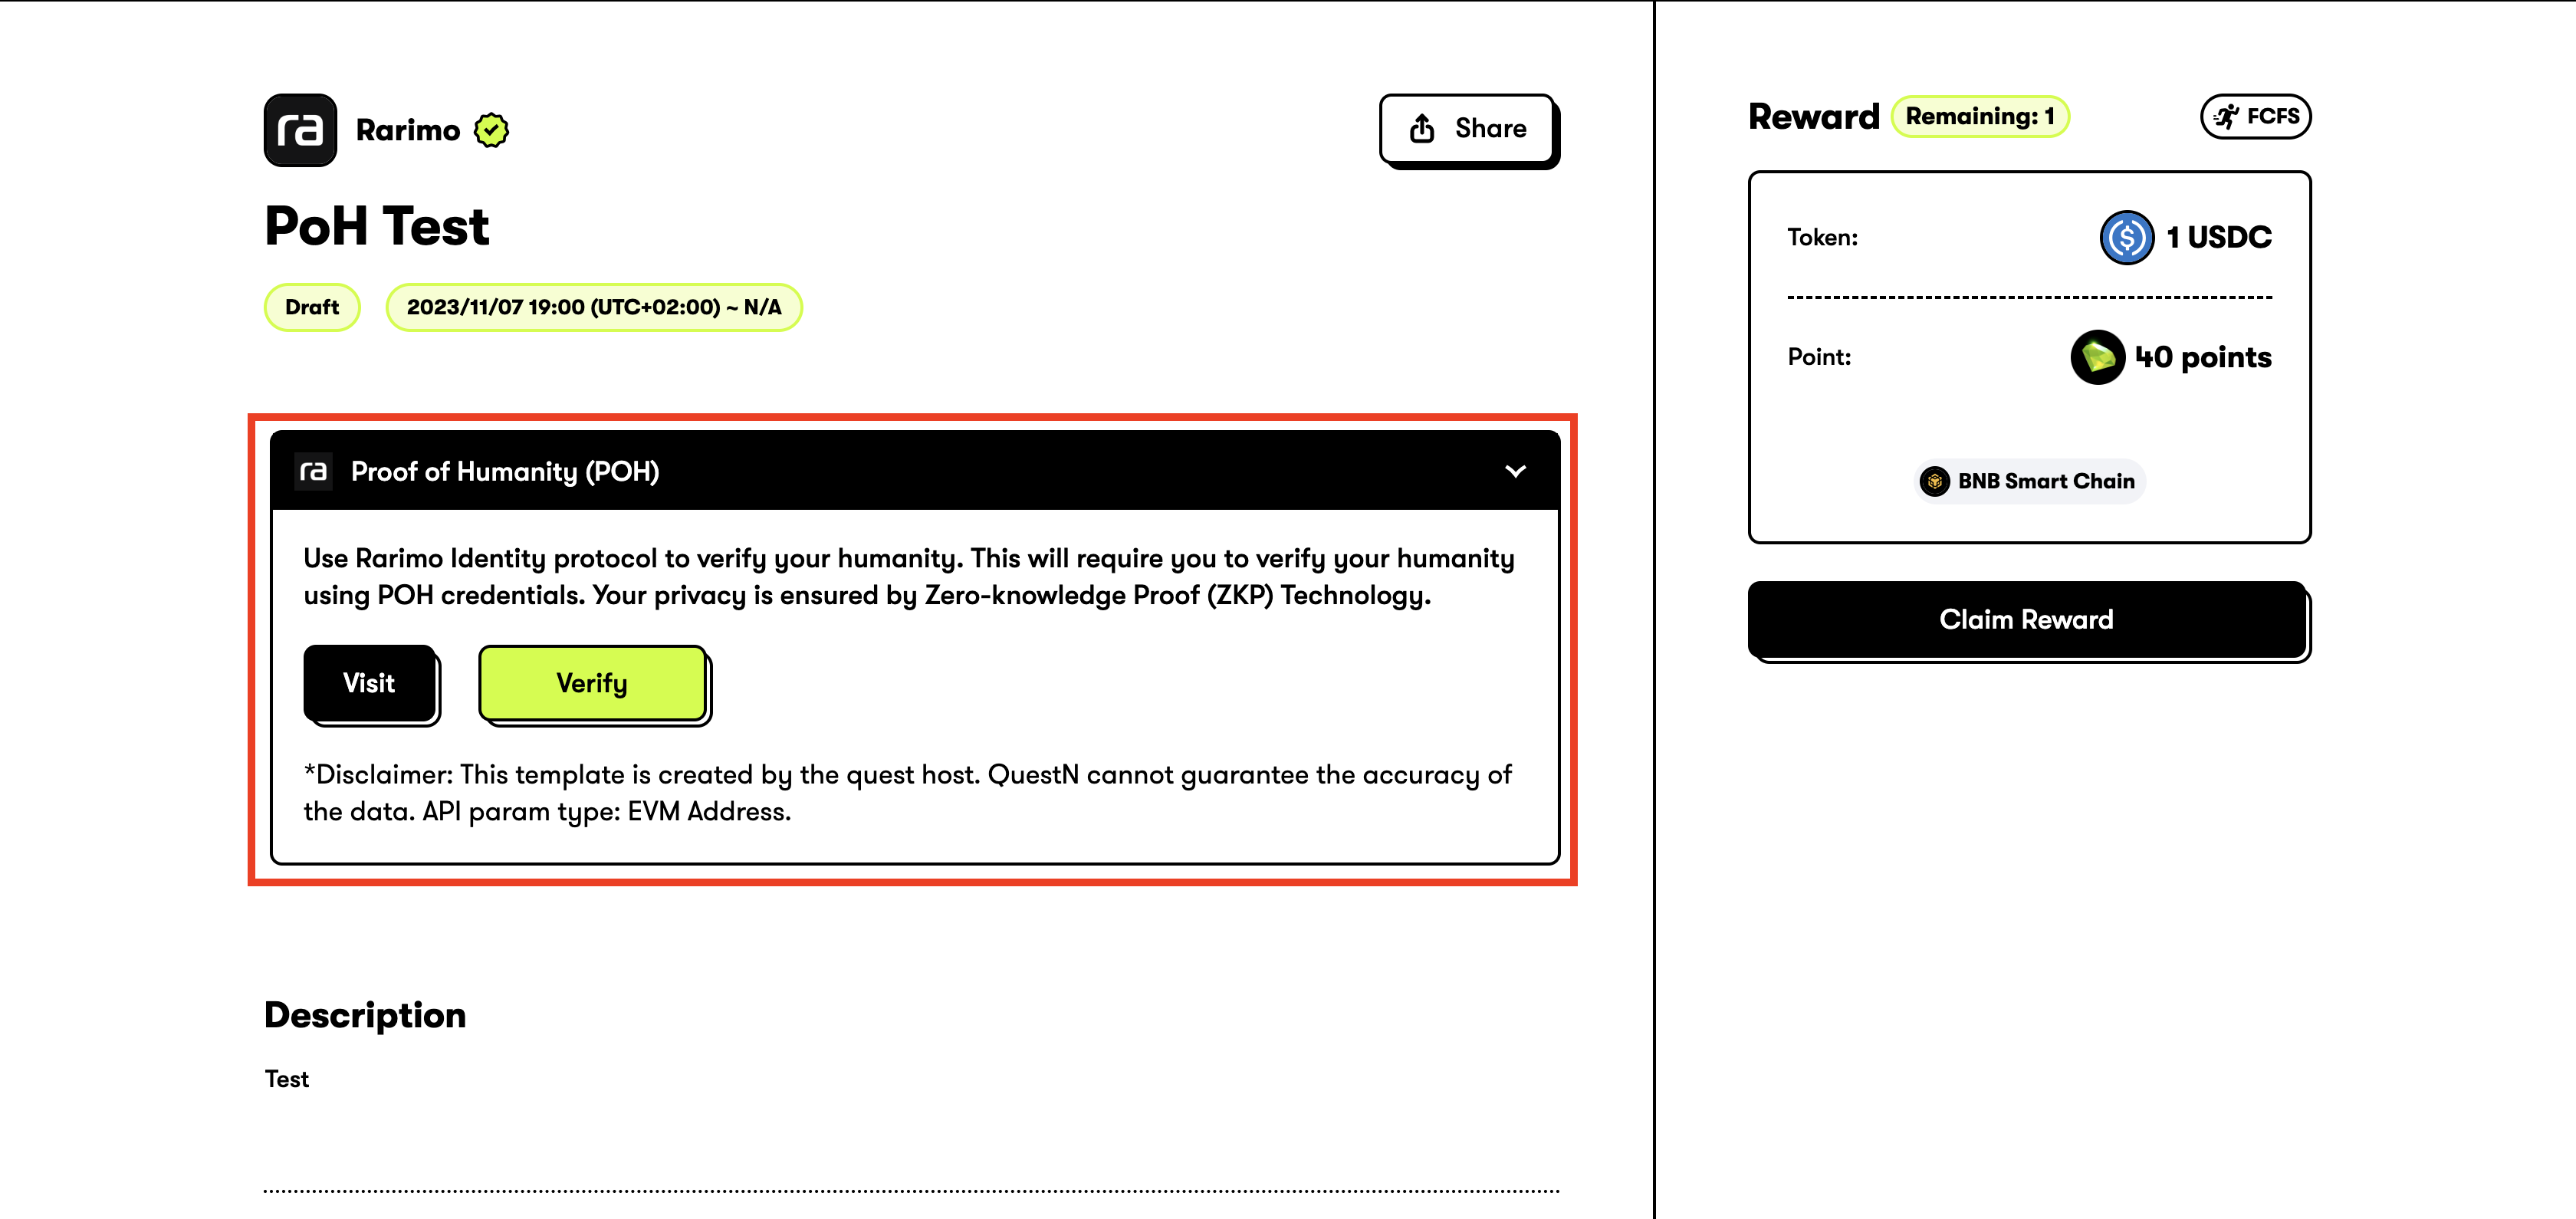 ra Rarimo
Share
PoH Test
Draft
2023/11/07 19:00 (UTC+02:00) ~ N/A
ra Proof of Humanity (POH)
Use Rarimo Identity protocol to verify your humanity. This will require you to verify your humanity
using POH credentials. Your privacy is ensured by Zero-knowledge Proof (ZKP) Technology.
Visit
Verify
*Disclaimer: This template is created by the quest host. QuestN cannot guarantee the accuracy of
the data. API param type: EVM Address.
Description
Test
Reward
Remaining: 1
FCFS
Token:
$ 1 USDC
Point:
40 points
BNB Smart Chain
Claim Reward